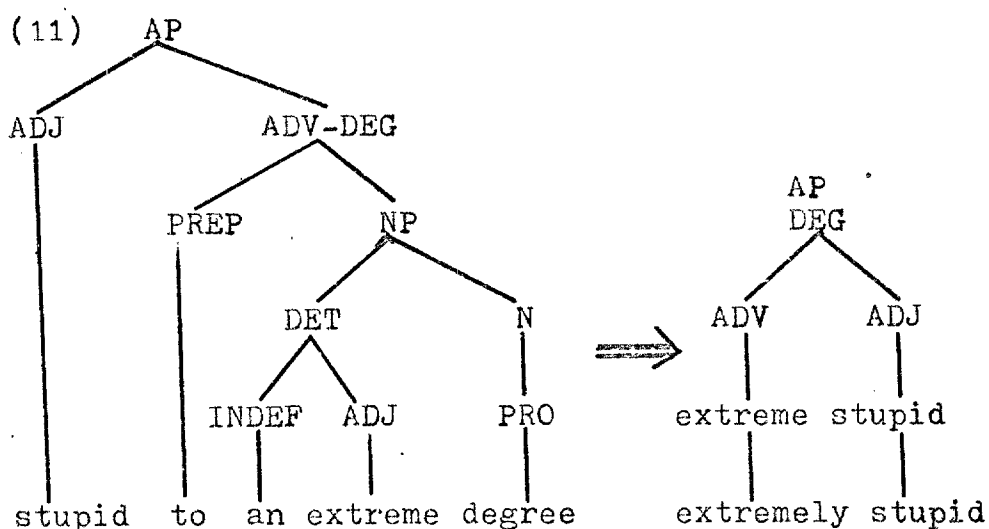 (11) AP
ADJ ADV-DEG
AP
PREP NP DEG
DET N ADV ADJ
INDEF ADJ PRO extreme stupid
stupid to an extreme degree extremely stupid